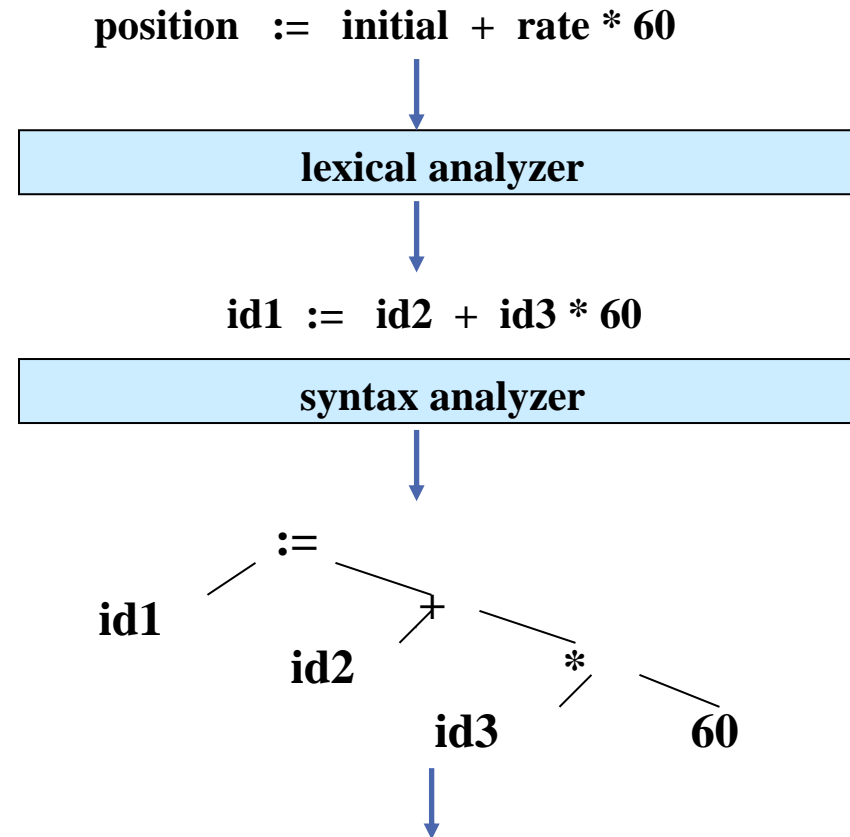 position := initial + rate * 60
lexical analyzer
id1 := id2 + id3 * 60
syntax analyzer
:=
id1 +
id2 *
id3 60